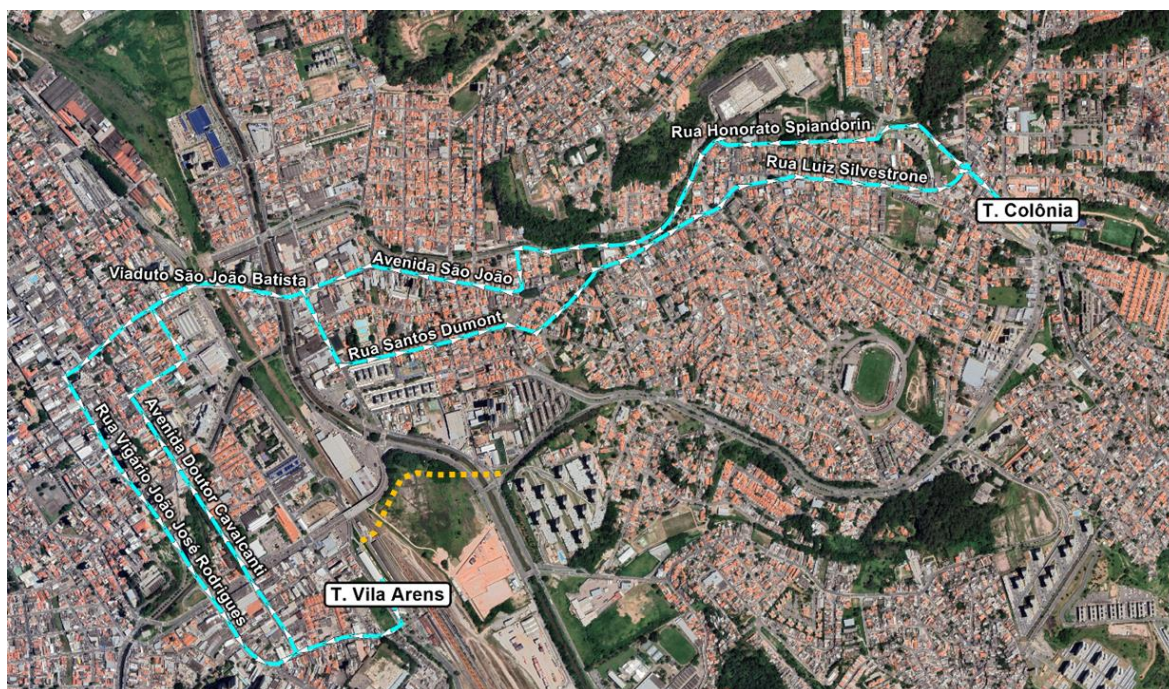 Rua Honorato Spiandorin
Rua Luiz Silvestrone
T. Colônia
Avenida São João
Viaduto São João Batista
Rua Santos Dumont
Avenida Doutor Cavalcanti
Rua Vigário João José Rodrigues
T. Vila Arens